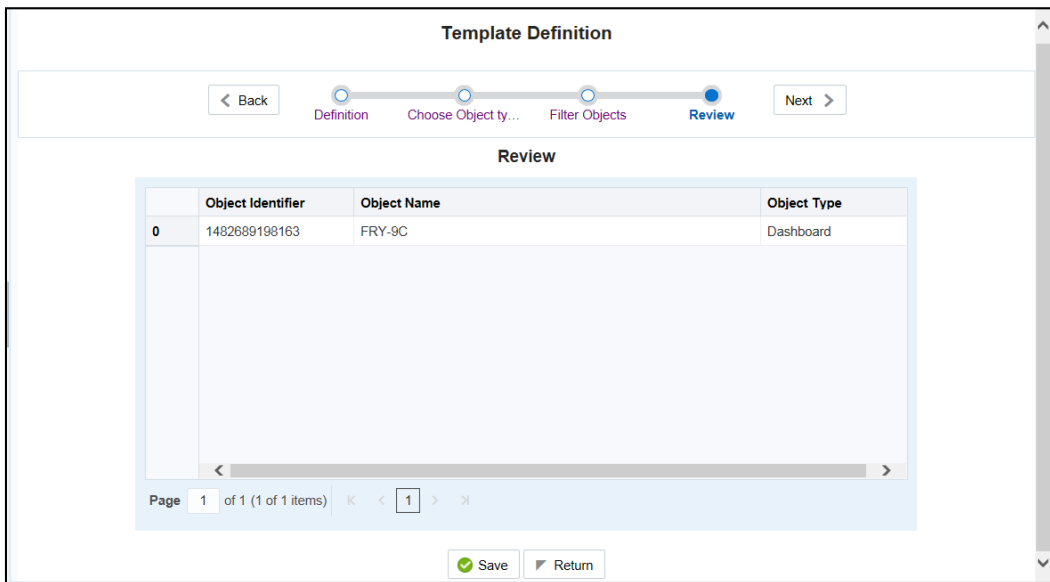 Template Definition
Back
Next
Definition
Choose Object ty...
Filter Objects
Review
Review
Object Identifier Object Name Object Type
0 1482689198163 FRY-9C Dashboard
Page 1 of 1 (1 of 1 items) K < 1 > >|
Save Return